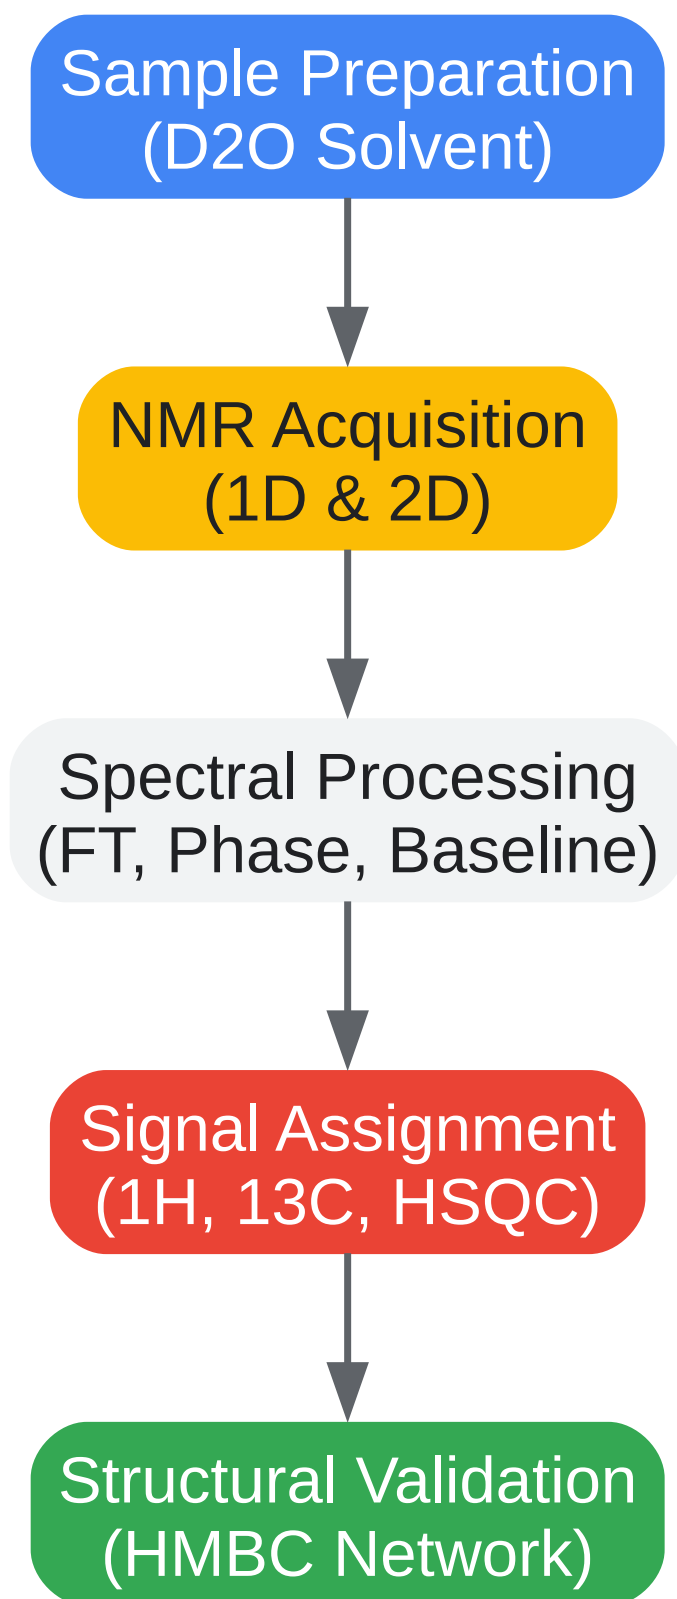 Sample Preparation
(D2O Solvent)
NMR Acquisition
(1D & 2D)
Spectral Processing
(FT, Phase, Baseline)
Signal Assignment
(1H, 13C, HSQC)
Structural Validation
(HMBC Network)